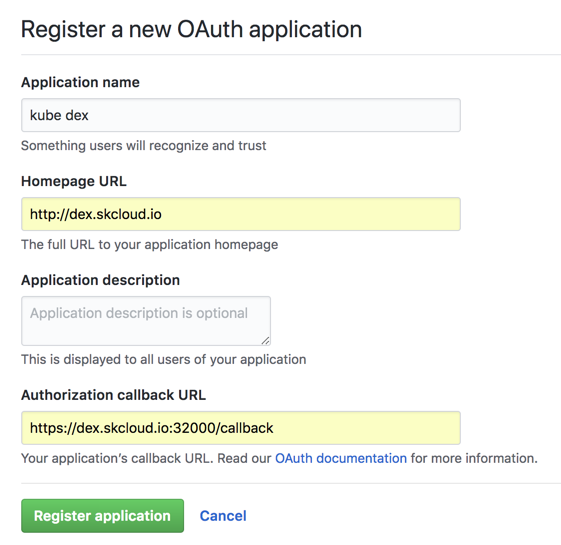 Register a new OAuth application
Application name
kube dex
Something users will recognize and trust
Homepage URL
http://dex.skcloud.io
The full URL to your application homepage
Application description
Application description is optional
This is displayed to all users of your application
Authorization callback URL
https://dex.skcloud.io:32000/callback
Your application’s callback URL. Read our OAuth documentation for more information.
Register application Cancel